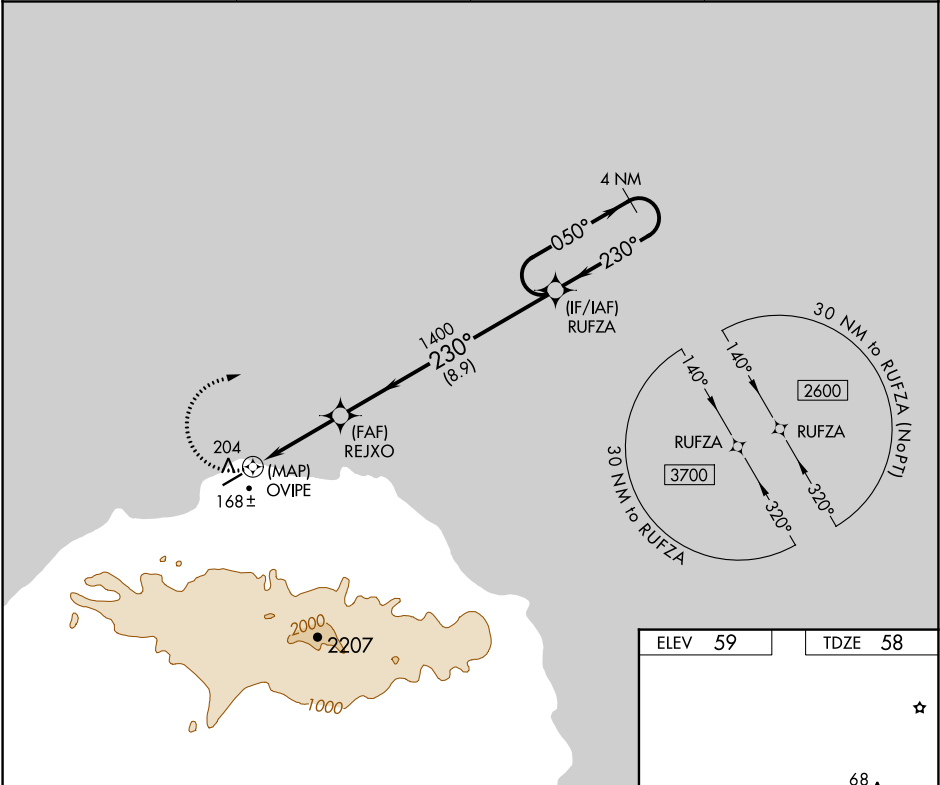 4 NM
050°
230°
(IF/IAF)
RUFZA
1400
230°
(8.9)
30 NM to RUFZA (NoPT)
140°
140°
2600
RUFZA
RUFZA
3700
320°
320°
30 NM to RUFZA
(FAF)
REJXO
204
(MAP)
OVIPE
168±
2000
2207
1000
ELEV 59
TDZE 58
68